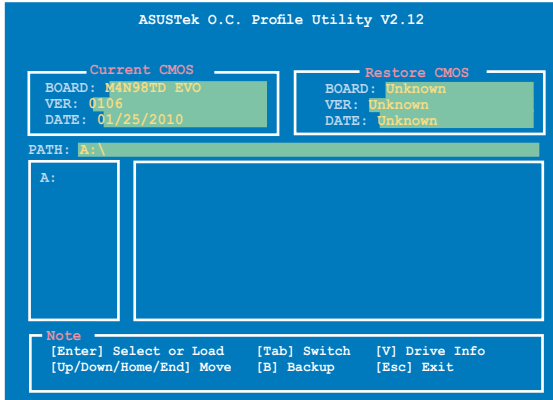 ASUSTek O.C. Profile Utility V2.12
Current CMOS
BOARD: M4N98TD EVO
VER: 0106
DATE: 01/25/2010
Restore CMOS
BOARD: Unknown
VER: Unknown
DATE: Unknown
PATH: A:\
A:
Note
[Enter] Select or Load [Tab] Switch [V] Drive Info
[Up/Down/Home/End] Move [B] Backup [Esc] Exit